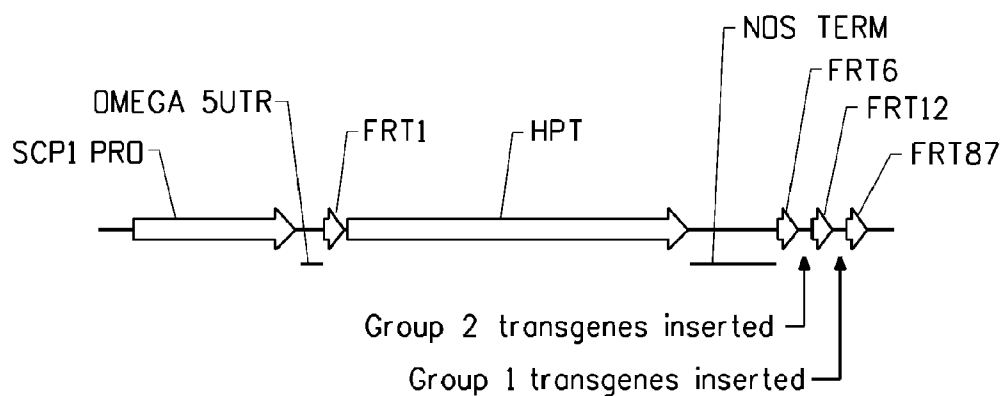 NOS TERM
FRT6
OMEGA 5UTR
FRT12
FRT1
HPT
SCP1 PRO
FRT87
Group 2 transgenes inserted
Group 1 transgenes inserted